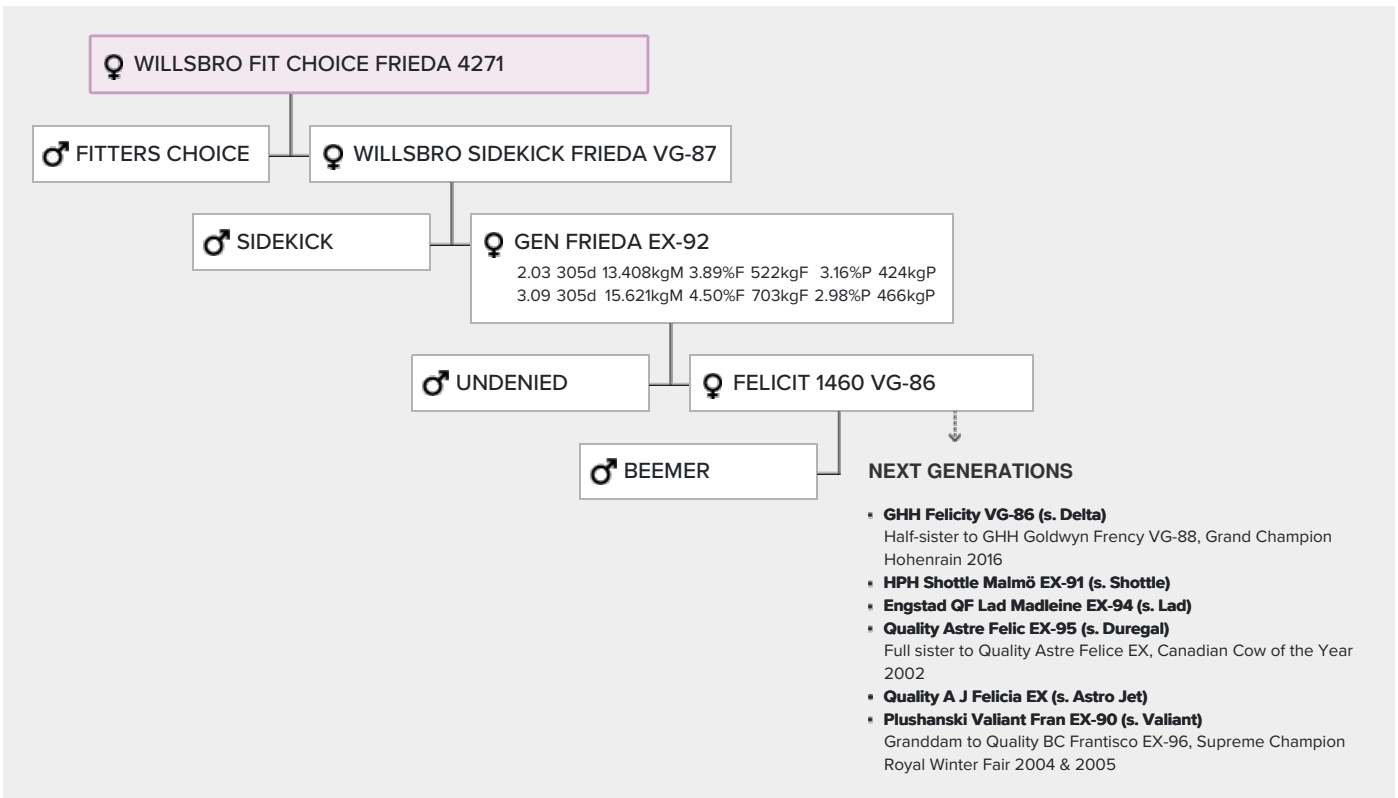 WILLSBRO FIT CHOICE FRIEDA 4271
FITTERS CHOICE
WILLSBRO SIDEKICK FRIEDA VG-87
SIDEKICK
GEN FRIEDA EX-92
2.03 305d 13.408kgM 3.89%F 522kgF 3.16%P 424kgP
3.09 305d 15.621kgM 4.50%F 703kgF 2.98%P 466kgP
UNDENIED
FELICIT 1460 VG-86
BEEMER
NEXT GENERATIONS
GHH Felicity VG-86 (s. Delta)
Half-sister to GHH Goldwyn Frency VG-88, Grand Champion
Hohenrain 2016
HPH Shottle Malmö EX-91 (s. Shottle)
Engstad QF Lad Madleine EX-94 (s. Lad)
Quality Astre Felic EX-95 (s. Duregal)
Full sister to Quality Astre Felice EX, Canadian Cow of the Year
2002
Quality A J Felicia EX (s. Astro Jet)
Plushanski Valiant Fran EX-90 (s. Valiant)
Granddam to Quality BC Frantisco EX-96, Supreme Champion
Royal Winter Fair 2004 & 2005